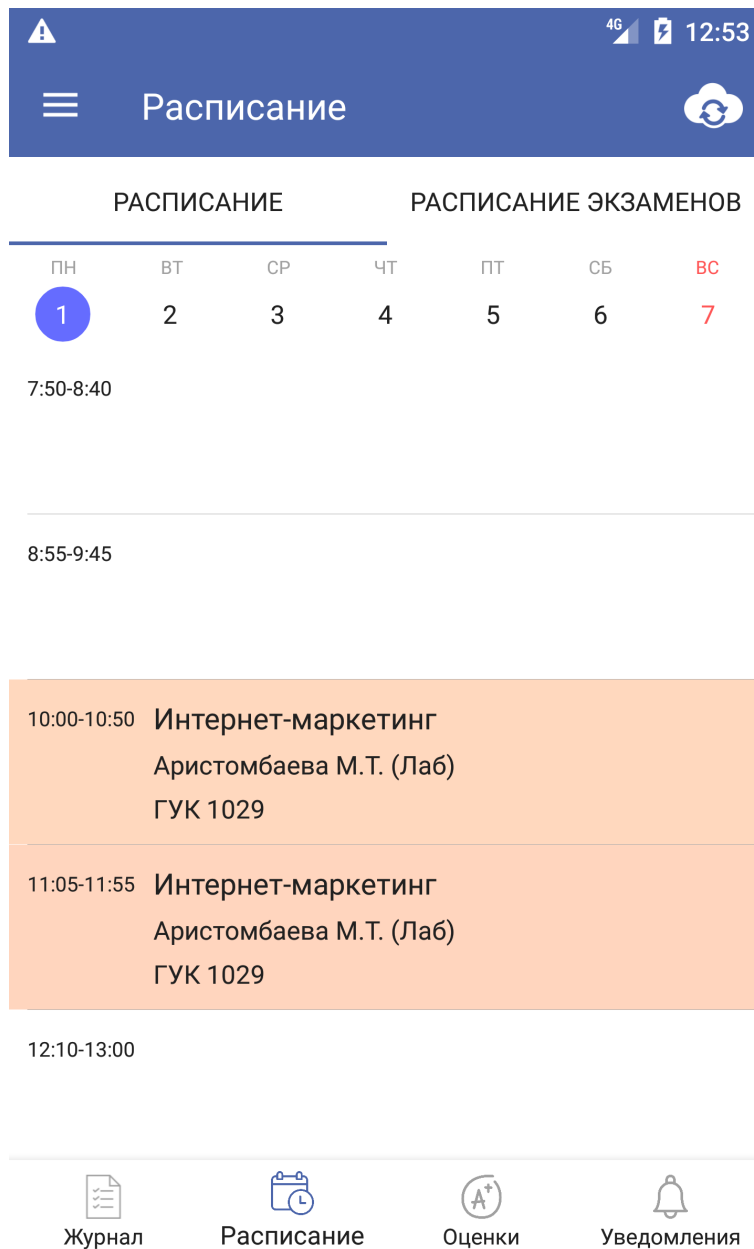 4G 12:53
Расписание
РАСПИСАНИЕ РАСПИСАНИЕ ЭКЗАМЕНОВ
ПН ВТ СР ЧТ ПТ СБ ВС
1 2 3 4 5 6 7
7:50-8:40
8:55-9:45
10:00-10:50 Интернет-маркетинг
Аристомбаева М.Т. (Лаб)
ГУК 1029
11:05-11:55 Интернет-маркетинг
Аристомбаева М.Т. (Лаб)
ГУК 1029
12:10-13:00
A+
Журнал Расписание Оценки Уведомления